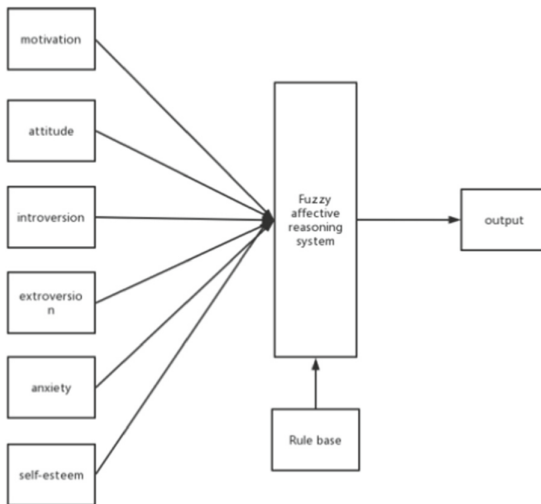 motivation
attitude
introversion
extroversio
n
anxiety
self-esteem
Fuzzy
affective
reasoning
system
Rule base
output